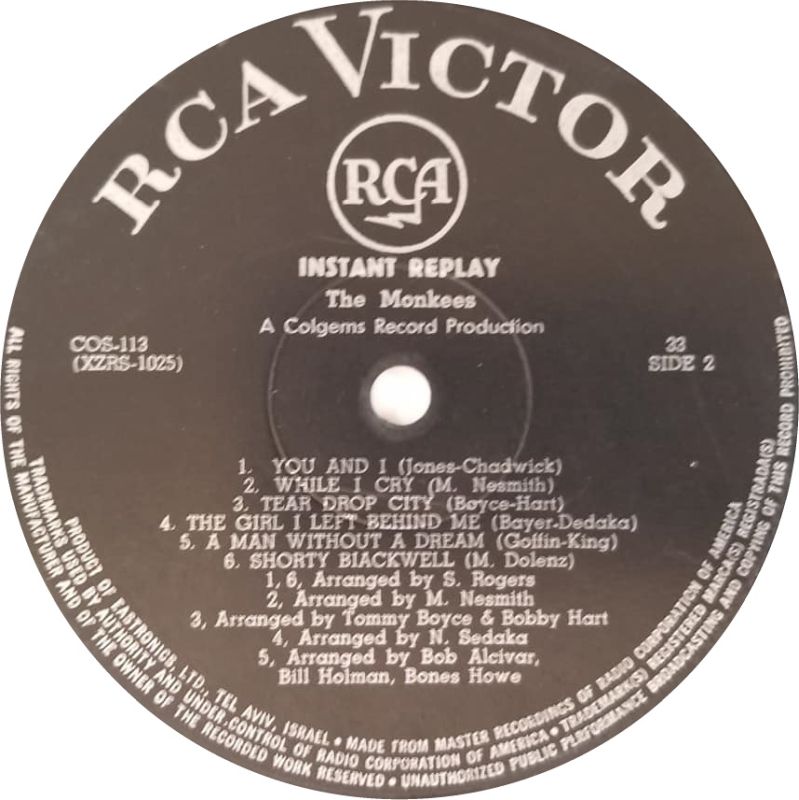 RCA VICTOR
RCA
INSTANT REPLAY
The Monkees
A Colgems Record Production
COS-113
(XZRS-1025)
33
SIDE 2
1. YOU AND I (Jones-Chadwick)
2. WHILE I CRY (M. Nesmith)
3. TEAR DROP CITY (Boyce-Hart)
4. THE GIRL I LEFT BEHIND ME (Bayer-Dedaka)
5. A MAN WITHOUT A DREAM (Goffin-King)
6. SHORTY BIACKWELL (M. Dolenz)
1, 6, Arranged by S. Rogers
2, Arranged by M. Nesmith
3, Arranged by Tommy Boyce & Bobby Hart
4, Arranged by N. Sedaka
5, Arranged by Bob Alcivar,
Bill Holman, Bones Howe
PRODUCT OF EASTRONICS, LTD., TEL AVIV, ISRAEL • MADE FROM MASTER RECORDINGS OF RADIO CORPORATION OF AMERICA
TRADEMARKS USED BY AUTHORITY AND UNDER CONTROL OF RADIO CORPORATION OF AMERICA • TRADEMARK(S) REGISTERED MARCA(S) REGISTRADA(S)
ALL RIGHTS OF THE MANUFACTURER AND OF THE OWNER OF THE RECORDED WORK RESERVED • UNAUTHORIZED PUBLIC PERFORMANCE BROADCASTING AND COPYING OF THIS RECORD PROHIBITED